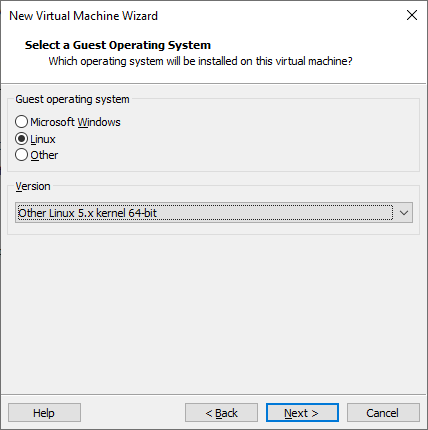 New Virtual Machine Wizard
Select a Guest Operating System
Which operating system will be installed on this virtual machine?
Guest operating system
Microsoft Windows
Linux
Other
Version
Other Linux 5.x kernel 64-bit
Help
< Back
Next >
Cancel